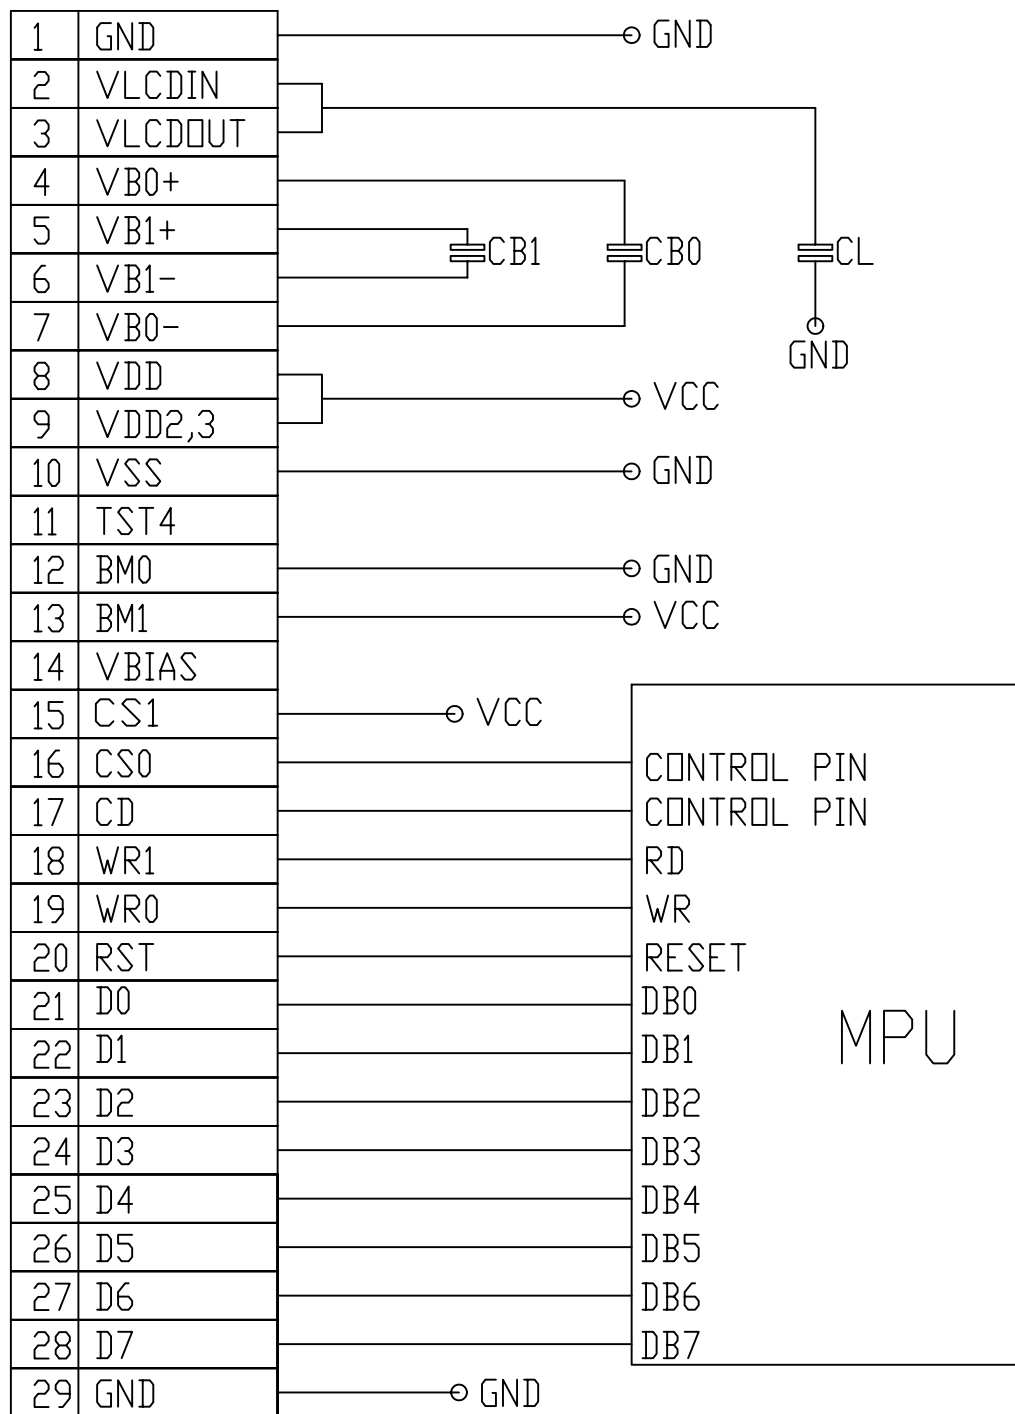 1 GND GND
2 VLCDIN
3 VLCDOUT
4 VB0+
5 VB1+
CB1 CB0 CL
6 VB1-
7 VB0-
GND
8 VDD
VCC
9 VDD2,3
10 VSS GND
11 TST4
12 BM0 GND
13 BM1 VCC
14 VBIAS
15 CS1 VCC
16 CS0 CONTROL PIN
17 CD CONTROL PIN
18 WR1 RD
19 WR0 WR
20 RST RESET
21 D0 DB0
MPU
22 D1 DB1
23 D2 DB2
24 D3 DB3
25 D4 DB4
26 D5 DB5
27 D6 DB6
28 D7 DB7
29 GND GND